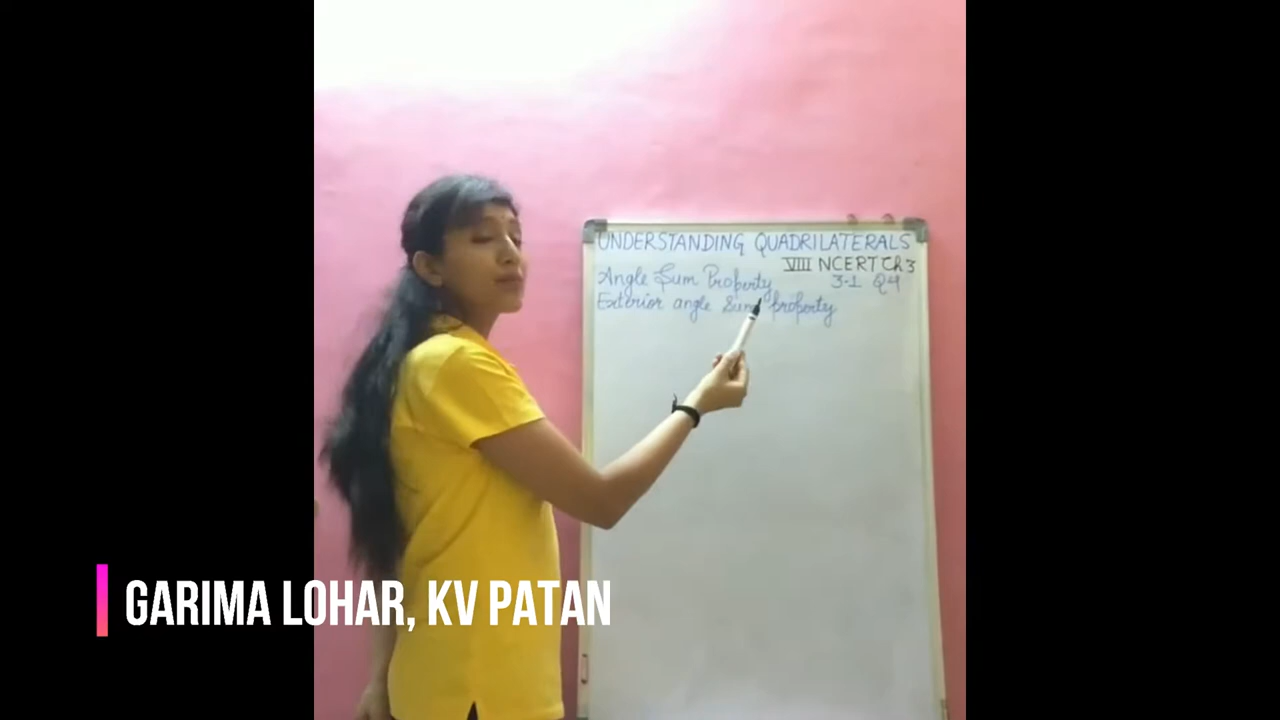 UNDERSTANDING QUADRILATERALS
VIII NCERT Ch 3
Angle Sum Property 3.1 Q4
Exterior angle Sum property
GARIMA LOHAR, KV PATAN